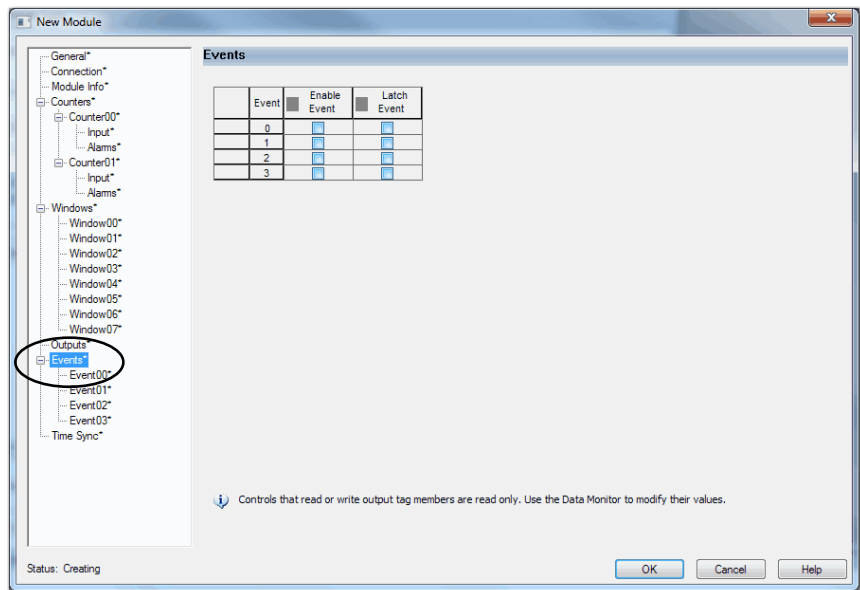 New Module
General*
Connection*
Module Info*
Counters*
Counter00*
Input*
Alarms*
Counter01*
Input*
Alarms*
Windows*
Window00*
Window01*
Window02*
Window03*
Window04*
Window05*
Window06*
Window07*
Outputs*
Events*
Event00*
Event01*
Event02*
Event03*
Time Sync*
Events
Event Enable Event Latch Event
0
1
2
3
Controls that read or write output tag members are read only. Use the Data Monitor to modify their values.
Status: Creating
OK Cancel Help